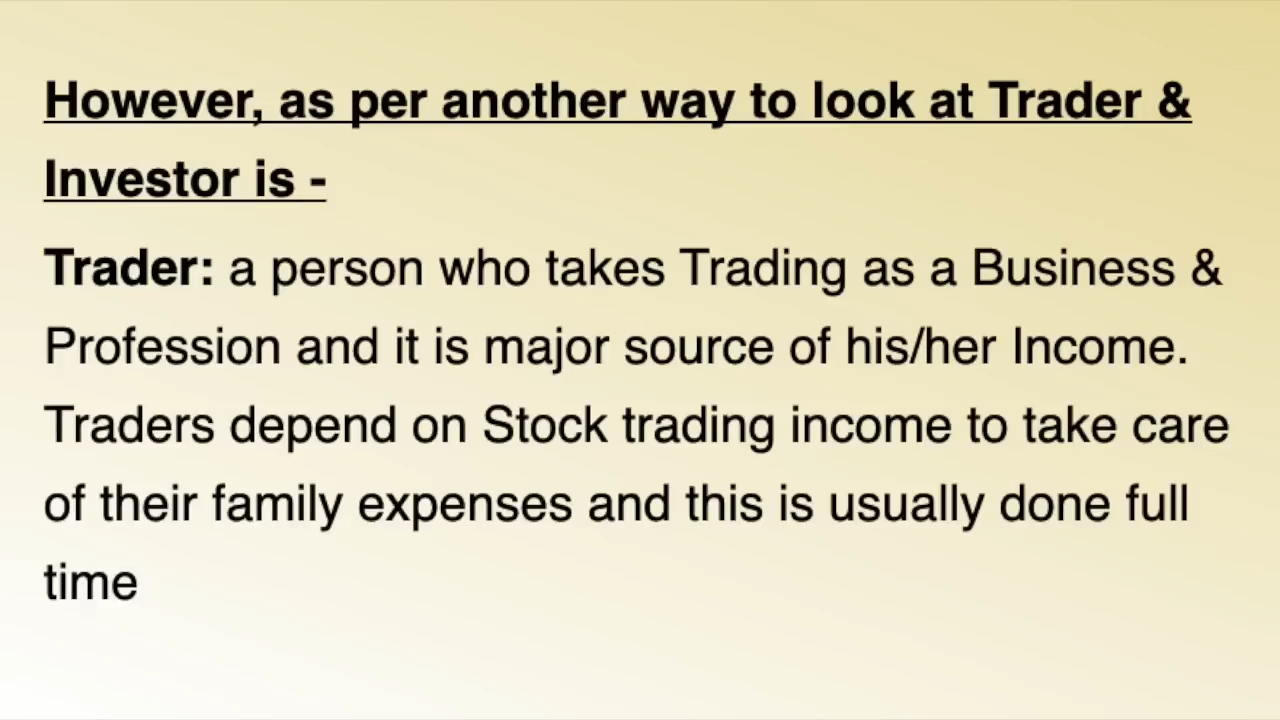 However, as per another way to look at Trader &
Investor is -
Trader: a person who takes Trading as a Business &
Profession and it is major source of his/her Income.
Traders depend on Stock trading income to take care
of their family expenses and this is usually done full
time